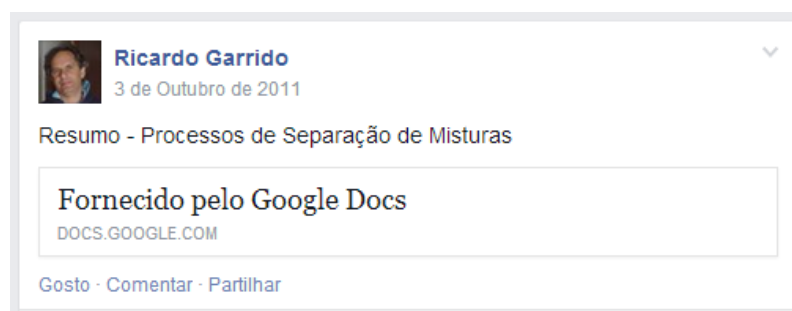 Ricardo Garrido
3 de Outubro de 2011
Resumo - Processos de Separação de Misturas
Fornecido pelo Google Docs
DOCS.GOOGLE.COM
Gosto · Comentar · Partilhar